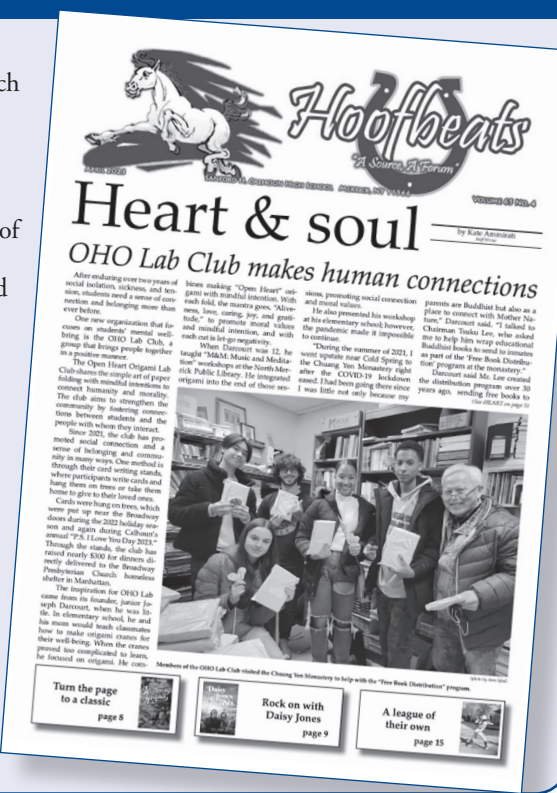 ch
of
d
Hoofbeats
"A Source, A Forum"
APRIL 2023
SANFORD H. CALHOUN HIGH SCHOOL MERRICK, NY 11566
VOLUME 65 NO. 4
Heart & soul
by Kate Ammirati
Staff Writer
OHO Lab Club makes human connections
After enduring over two years of
social isolation, sickness, and ten-
sion, students need a sense of con-
nection and belonging more than
ever before.
One new organization that fo-
cuses on students' mental well-
being is the OHO Lab Club, a
group that brings people together
in a positive manner.
The Open Heart Origami Lab
Club shares the simple art of paper
folding with mindful intentions to
connect humanity and morality.
The club aims to strengthen the
community by fostering connec-
tions between students and the
people with whom they interact.
Since 2021, the club has pro-
moted social connection and a
sense of belonging and commu-
nity in many ways. One method is
through their card writing stands,
where participants write cards and
hang them on trees or take them
home to give to their loved ones.
Cards were hung on trees, which
were put up near the Broadway
doors during the 2022 holiday sea-
son and again during Calhoun's
annual "P.S. I Love You Day 2023."
Through the stands, the club has
raised nearly $300 for dinners di-
rectly delivered to the Broadway
Presbyterian Church homeless
shelter in Manhattan.
The inspiration for OHO Lab
came from its founder, junior Jo-
seph Darcourt, when he was lit-
tle. In elementary school, he and
his mom would teach classmates
how to make origami cranes for
their well-being. When the cranes
proved too complicated to learn,
he focused on origami. He com-
bines making "Open Heart" ori-
gami with mindful intention. With
each fold, the mantra goes, "Alive-
ness, love, caring, joy, and grati-
tude," to promote moral values
and mindful intention, and with
each cut is let-go negativity.
When Darcourt was 12, he
taught "M&M: Music and Medita-
tion" workshops at the North Mer-
rick Public Library. He integrated
origami into the end of those ses-
sions, promoting social connection
and moral values.
He also presented his workshop
at his elementary school; however,
the pandemic made it impossible
to continue.
"During the summer of 2021, I
went upstate near Cold Spring to
the Chuang Yen Monastery right
after the COVID-19 lockdown
eased. I had been going there since
I was little not only because my
parents are Buddhist but also as a
place to connect with Mother Na-
ture," Darcourt said. "I talked to
Chairman Tsuku Lee, who asked
me to help him wrap educational
Buddhist books to send to inmates
as part of the 'Free Book Distribu-
tion' program at the monastery."
Darcourt said Mr. Lee created
the distribution program over 30
years ago, sending free books to
(See HEART on page 3)
Members of the OHO Lab Club visited the Chuang Yen Monastery to help with the "Free Book Distribution" program.
Turn the page
to a classic
page 8
Rock on with
Daisy Jones
page 9
A league of
their own
page 15